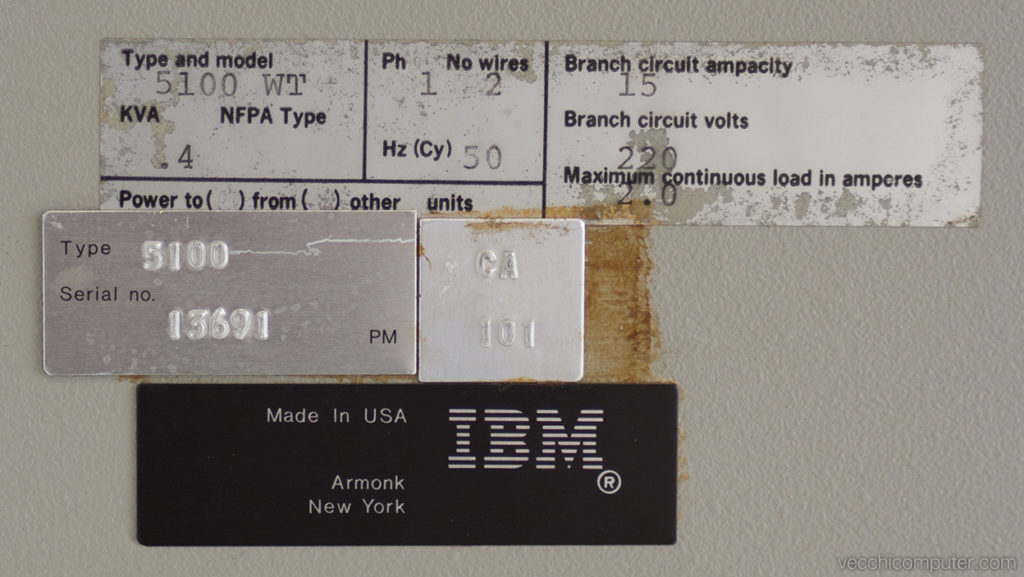 Type and model
5100 WT
KVA NFPA Type
.4
Ph No wires
1 2
Hz (Cy) 50
Branch circuit ampacity
15
Branch circuit volts
220
Maximum continuous load in amperes
2.0
Power to ( ) from ( ) other units
Type 5100
Serial no.
13691
PM
CA
101
Made In USA
IBM
®
Armonk
New York
vecchicomputer.com